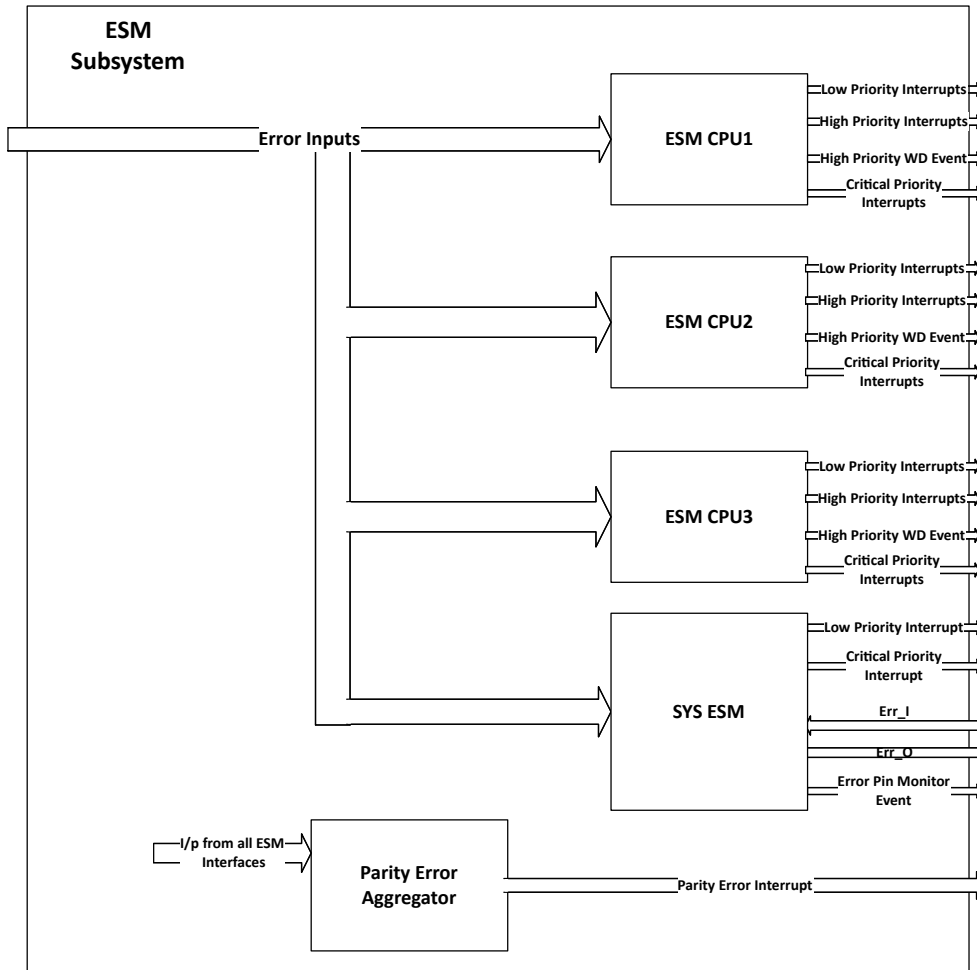 ESM
Subsystem
Error Inputs
ESM CPU1
Low Priority Interrupts
High Priority Interrupts
High Priority WD Event
Critical Priority
Interrupts
ESM CPU2
Low Priority Interrupts
High Priority Interrupts
High Priority WD Event
Critical Priority
Interrupts
ESM CPU3
Low Priority Interrupts
High Priority Interrupts
High Priority WD Event
Critical Priority
Interrupts
SYS ESM
Low Priority Interrupt
Critical Priority
Interrupt
Err_I
Err_O
Error Pin Monitor
Event
I/p from all ESM
Interfaces
Parity Error
Aggregator
Parity Error Interrupt